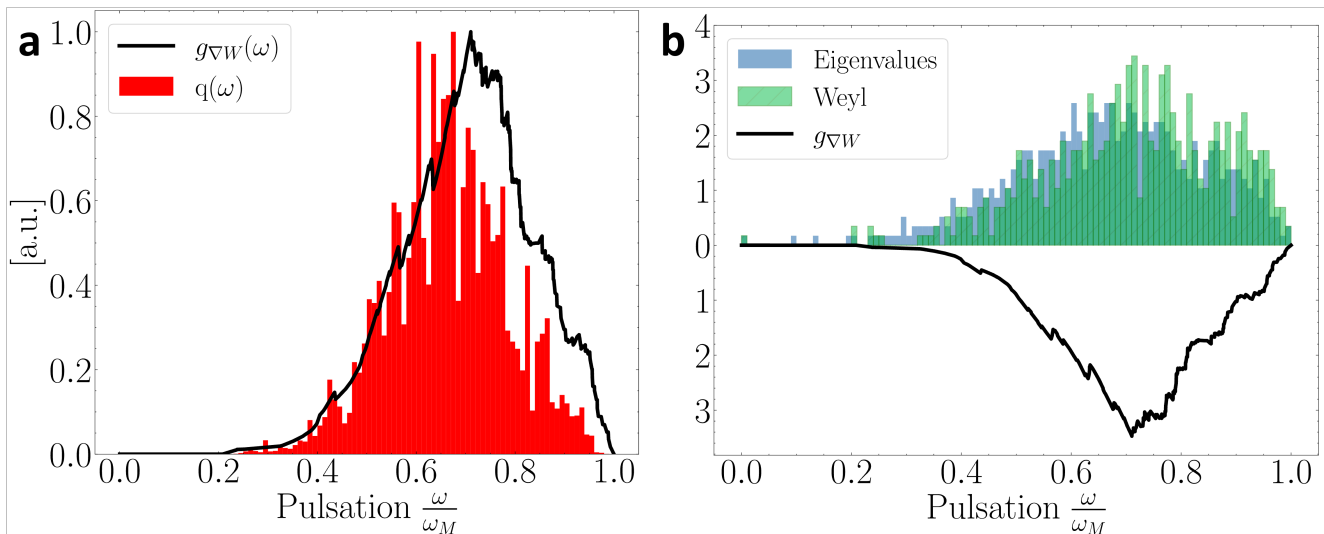 a
g∇W(ω)
q(ω)
[a.u.]
1.0
0.8
0.6
0.4
0.2
0.0
0.0 0.2 0.4 0.6 0.8 1.0
Pulsation ω/ωM
b
Eigenvalues
Weyl
g∇W
4
3
2
1
0
1
2
3
0.0 0.2 0.4 0.6 0.8 1.0
Pulsation ω/ωM